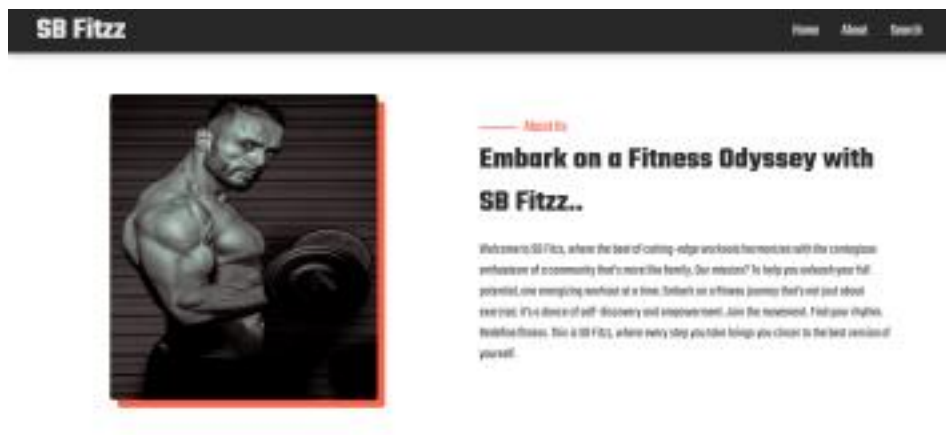 SB Fitzz
Home About Search
About Us
Embark on a Fitness Odyssey with
SB Fitzz..
Welcome to SB Fitzz, where the best of cutting-edge workouts harmonizes with the contagious
enthusiasm of a community that's more like family. Our mission? To help you unleash your full
potential, one energizing workout at a time. Embark on a fitness journey that's not just about
exercise; it's a dance of self-discovery and empowerment. Join the movement. Find your rhythm.
Redefine fitness. This is SB Fitzz, where every step you take brings you closer to the best version of
yourself.